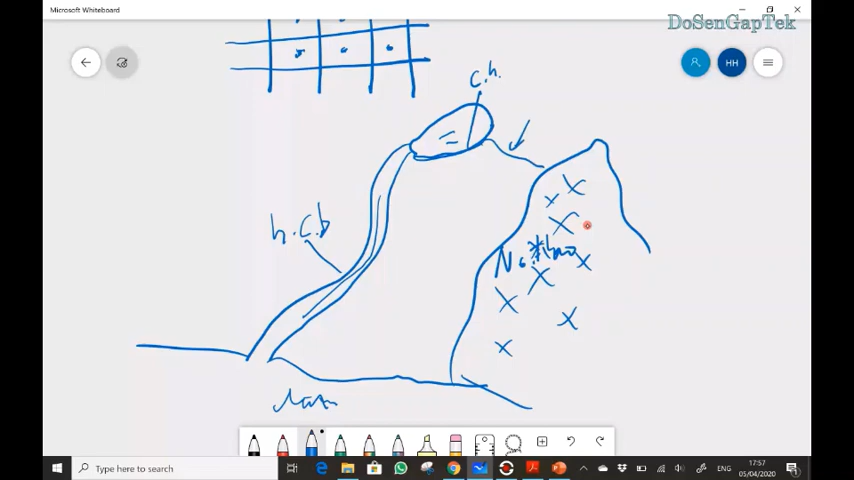 Microsoft Whiteboard
DoSenGapTek
HH
C.h.
h.C.b
Type here to search
ENG
17:57
05/04/2020